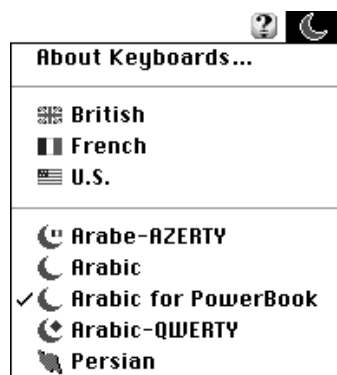 About Keyboards...
British
French
U.S.
Arabe-AZERTY
Arabic
✓ Arabic for PowerBook
Arabic-QWERTY
Persian